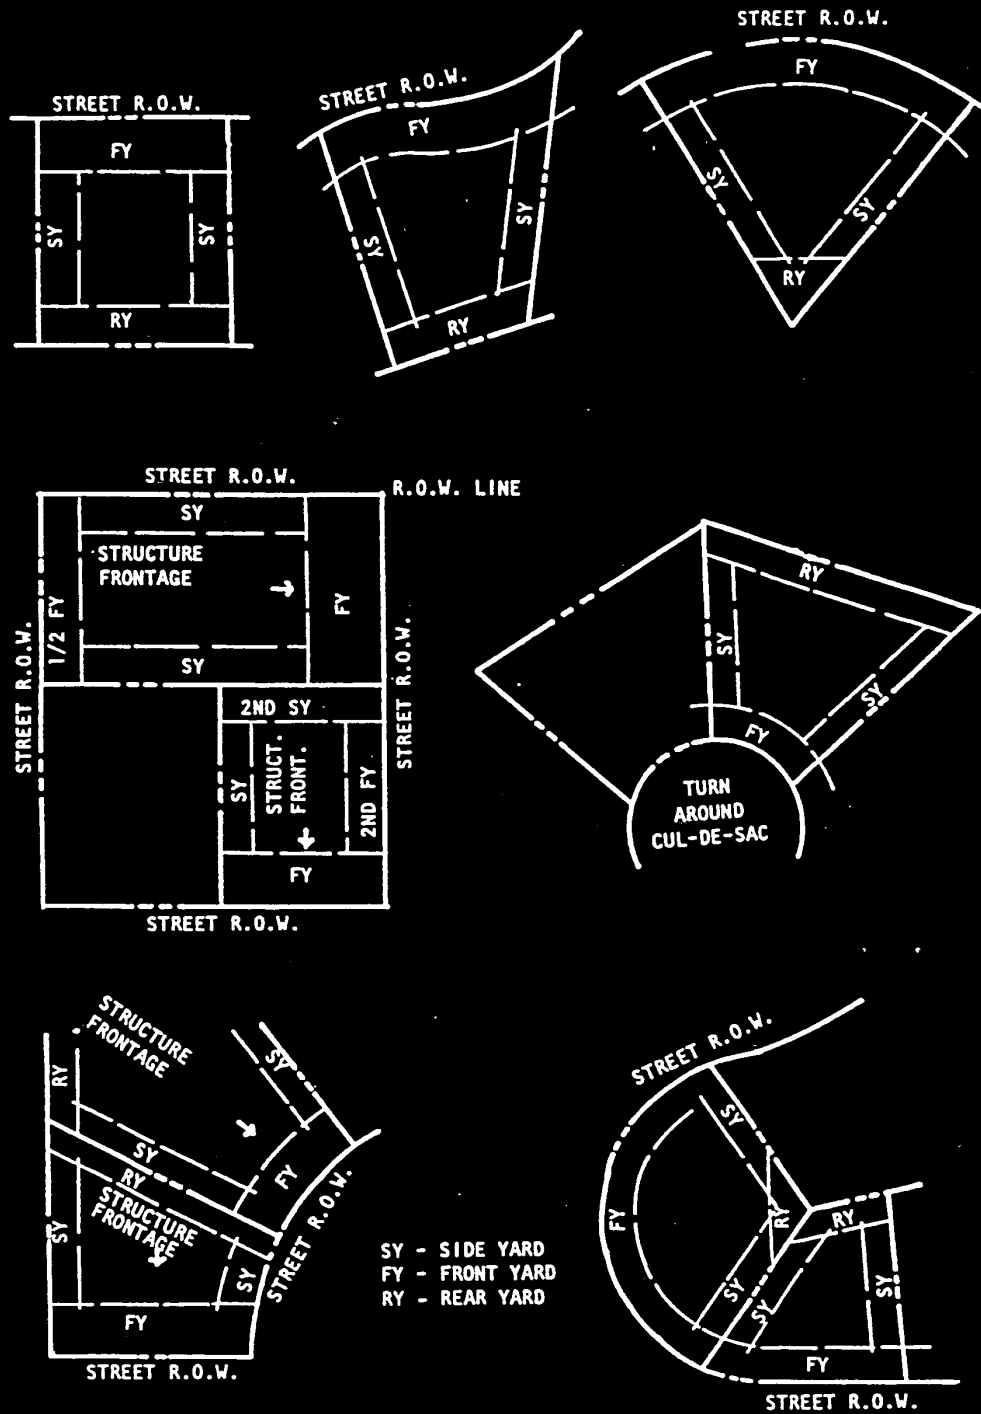 STREET R.O.W.
FY
SY
SY
RY
STREET R.O.W.
FY
SY
SY
RY
STREET R.O.W.
FY
SY
SY
RY
STREET R.O.W.
R.O.W. LINE
SY
STRUCTURE
FRONTAGE
1/2 FY
FY
SY
STREET R.O.W.
STREET R.O.W.
2ND SY
SY
STRUCT.
FRONT.
2ND FY
FY
STREET R.O.W.
RY
SY
SY
FY
TURN
AROUND
CUL-DE-SAC
STRUCTURE
FRONTAGE
SY
RY
SY
FY
RY
STRUCTURE
FRONTAGE
SY
SY
FY
STREET R.O.W.
STREET R.O.W.
SY - SIDE YARD
FY - FRONT YARD
RY - REAR YARD
STREET R.O.W.
SY
FY
RY
RY
SY
SY
SY
FY
STREET R.O.W.